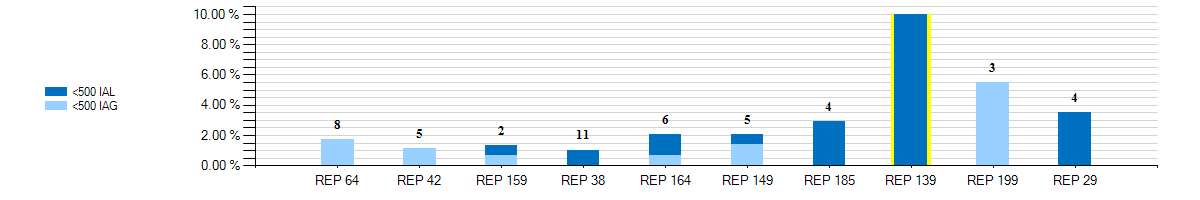 10.00 %
8.00 %
6.00 %
4.00 %
2.00 %
0.00 %
<500 IAL
<500 IAG
8
5
2
11
6
5
4
3
4
REP 64
REP 42
REP 159
REP 38
REP 164
REP 149
REP 185
REP 139
REP 199
REP 29